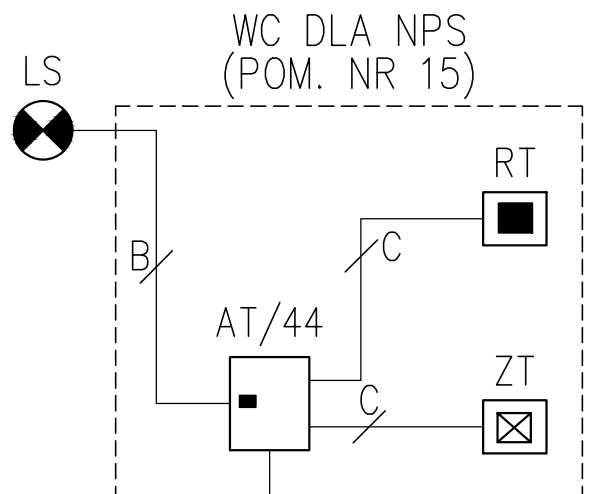 WC DLA NPS
(POM. NR 15)
LS
RT
B
C
AT/44
ZT
C